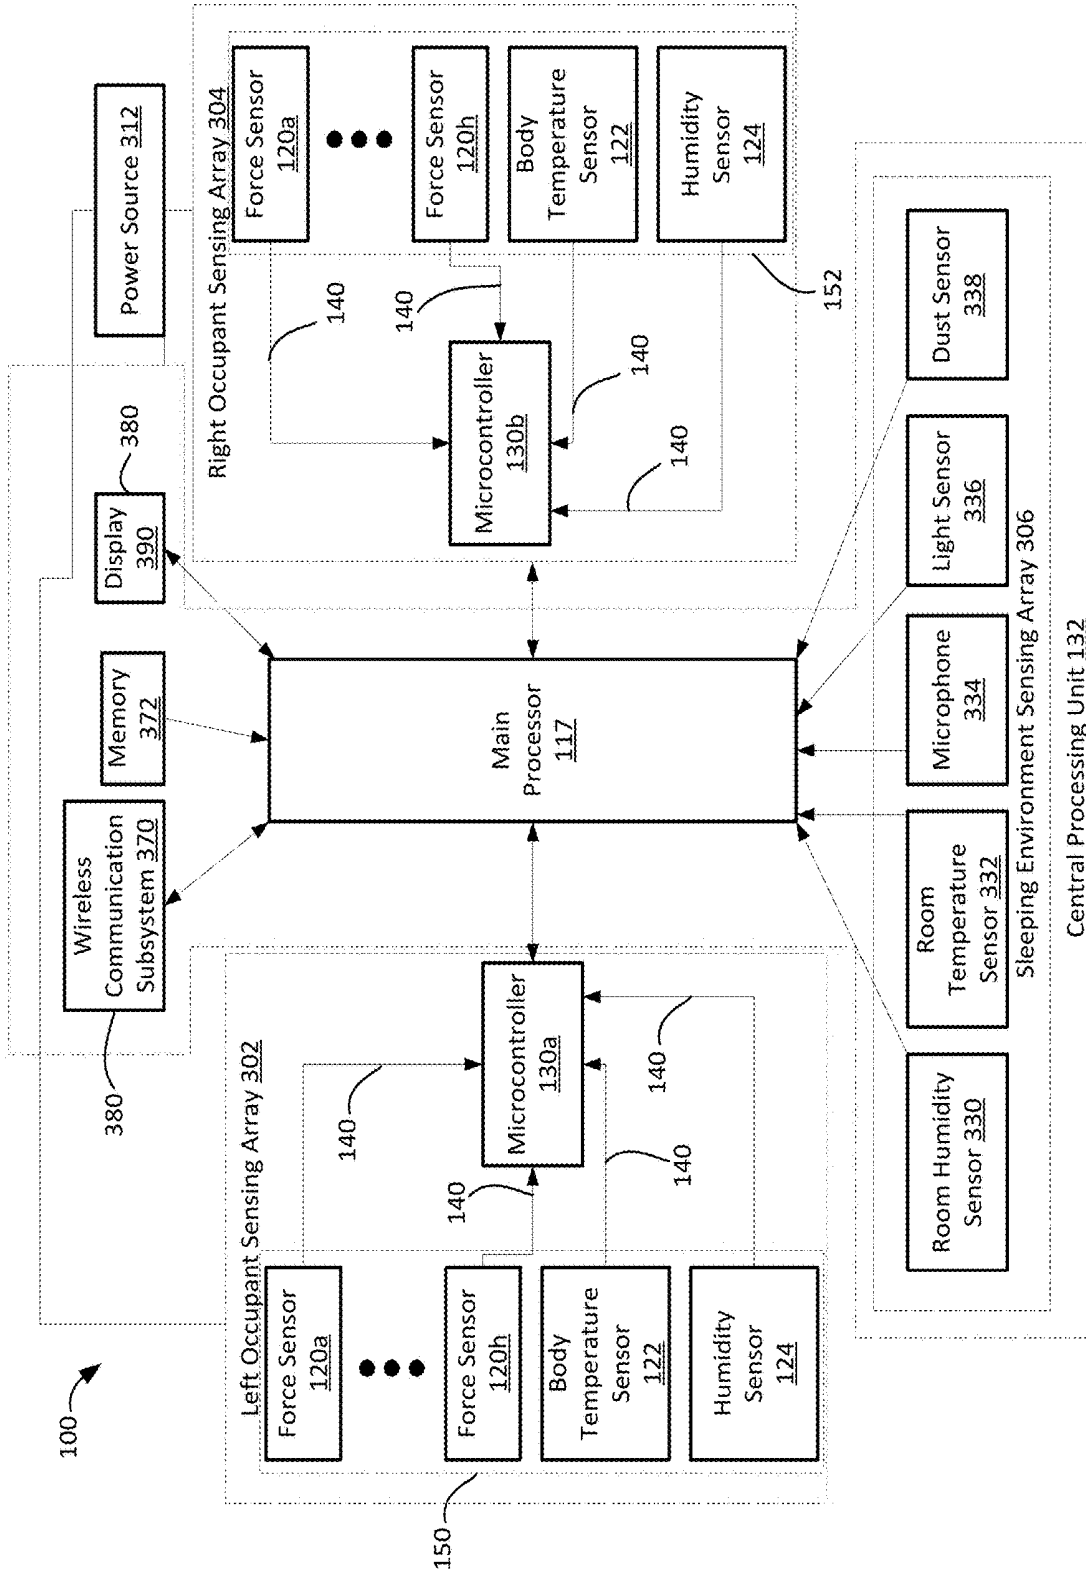 100
380
Wireless
Communication
Subsystem 370
Memory
372
Display
390
380
Power Source 312
Left Occupant Sensing Array 302
Force Sensor
120a
Force Sensor
120h
Body
Temperature
Sensor
122
Humidity
Sensor
124
150
140
140
140
140
Microcontroller
130a
Main
Processor
117
Right Occupant Sensing Array 304
Microcontroller
130b
140
140
140
140
Force Sensor
120a
Force Sensor
120h
Body
Temperature
Sensor
122
Humidity
Sensor
124
152
Room Humidity
Sensor 330
Room
Temperature
Sensor 332
Microphone
334
Light Sensor
336
Dust Sensor
338
Sleeping Environment Sensing Array 306
Central Processing Unit 132